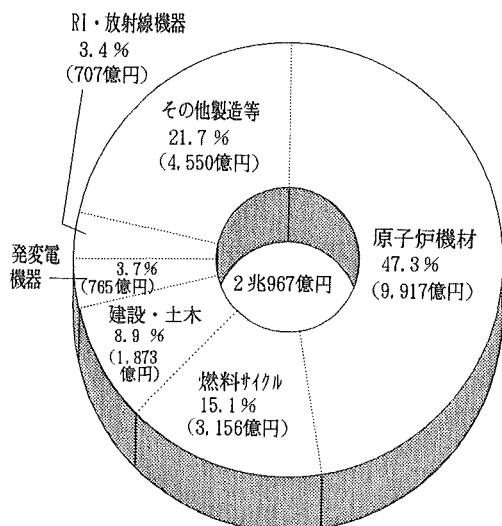 RI・放射線機器
3.4%
(707億円)
その他製造等
21.7%
(4,550億円)
原子炉機材
47.3%
(9,917億円)
発変電
機器
3.7%
(765億円)
2兆967億円
建設・土木
8.9 %
(1,873
億円)
燃料サイクル
15.1%
(3,156億円)